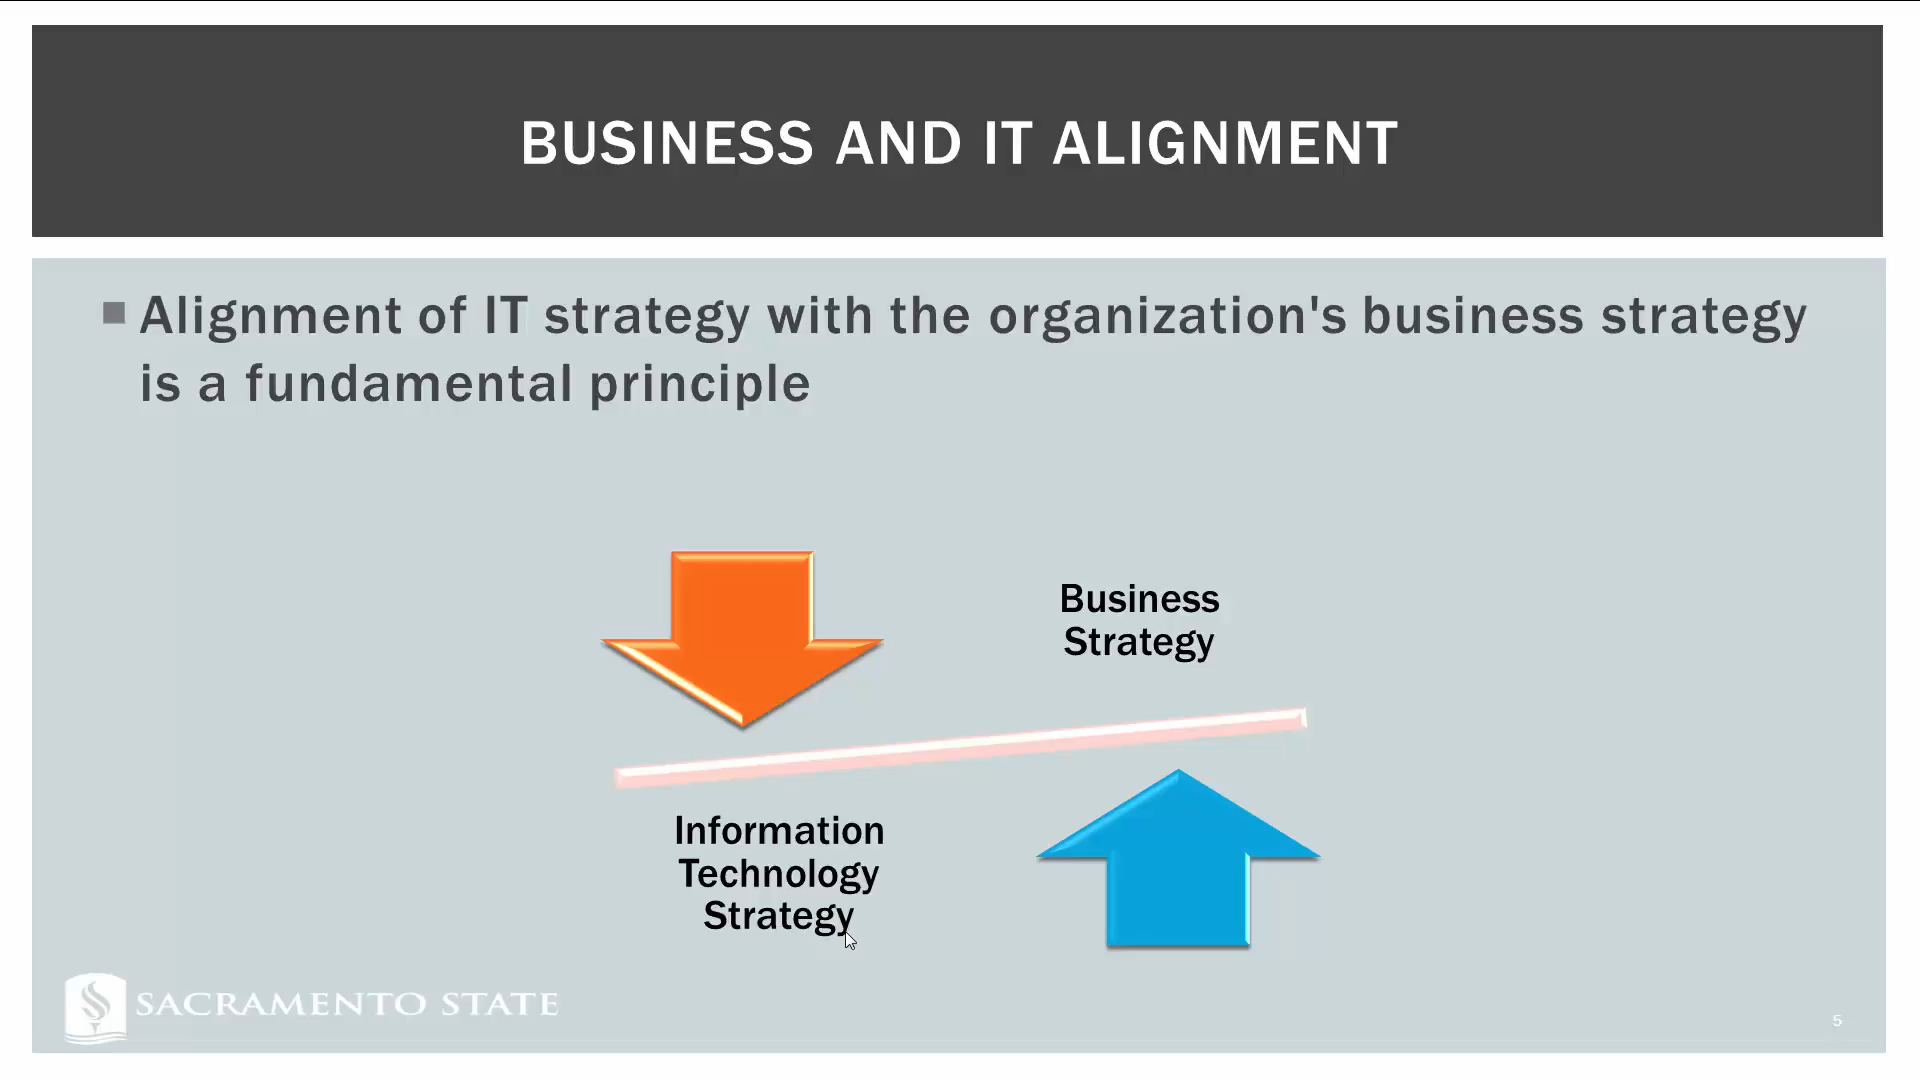 BUSINESS AND IT ALIGNMENT
Alignment of IT strategy with the organization's business strategy
is a fundamental principle
Business
Strategy
Information
Technology
Strategy
SACRAMENTO STATE
5